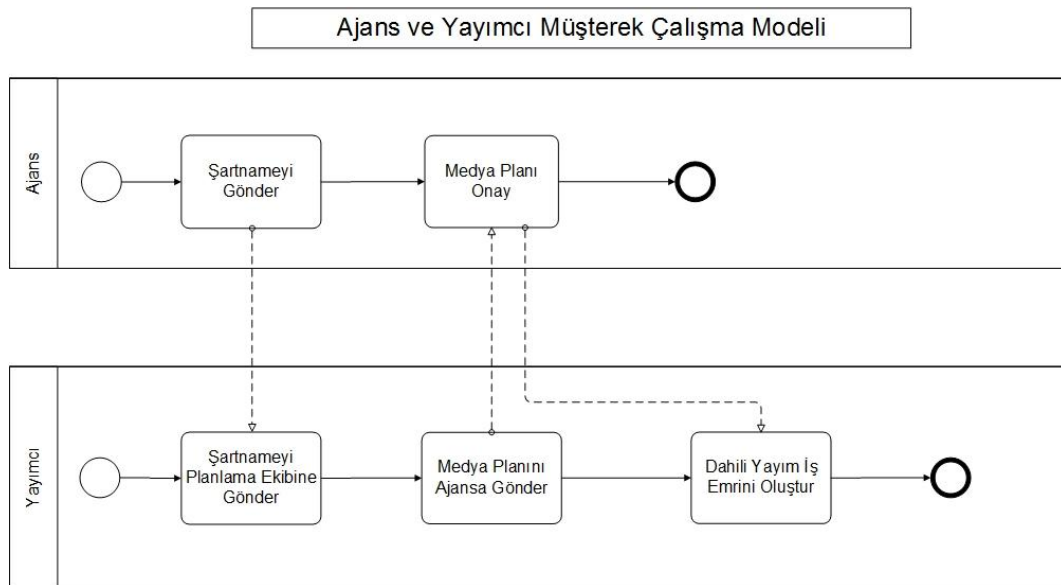 Ajans ve Yayımcı Müşterek Çalışma Modeli
Ajans
Şartnameyi
Gönder
Medya Planı
Onay
Yayımcı
Şartnameyi
Planlama Ekibine
Gönder
Medya Planını
Ajansa Gönder
Dahili Yayım İş
Emrini Oluştur